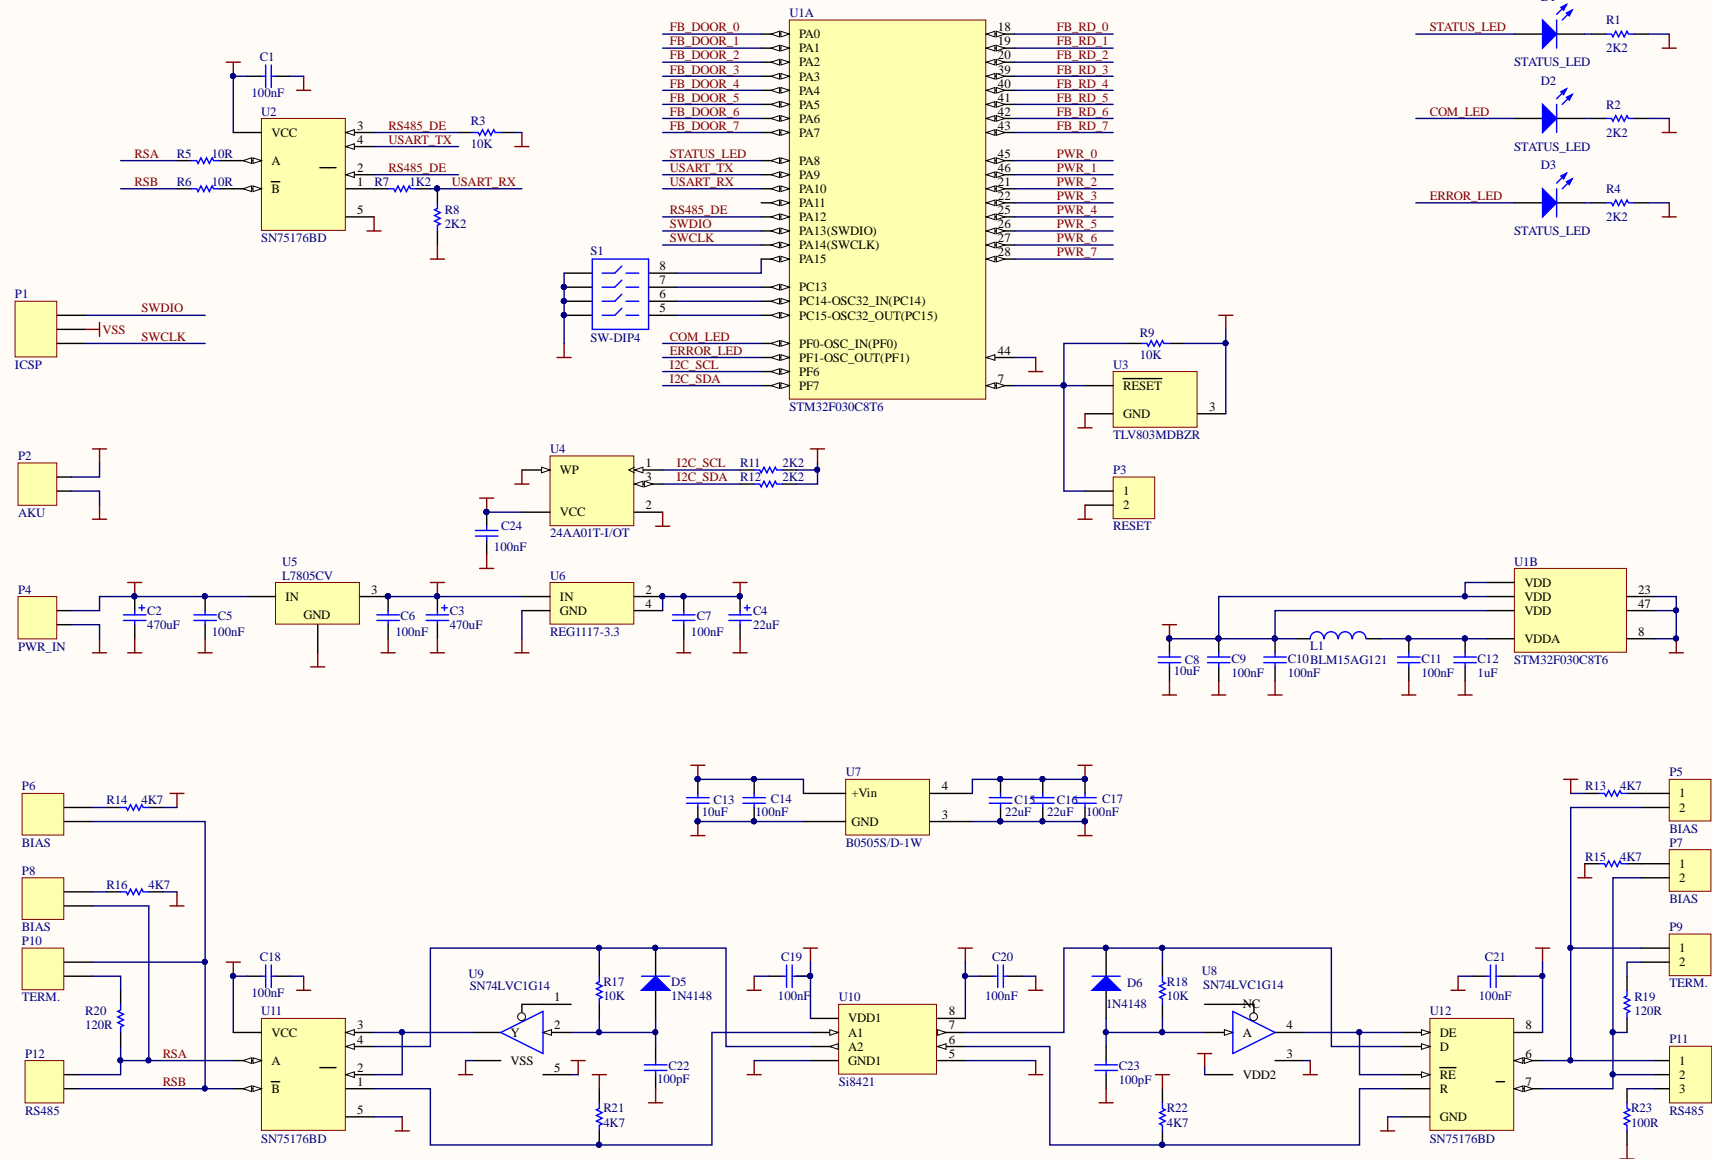 C1
100nF
U2
VCC
A
B
3
4
2
1
5
SN75176BD
RSA
R5
10R
RSB
R6
10R
RS485_DE
R3
10K
USART_TX
RS485_DE
R7
1K2
USART_RX
R8
2K2
U1A
FB_DOOR_0
PA0
18
FB_RD_0
FB_DOOR_1
PA1
19
FB_RD_1
FB_DOOR_2
PA2
20
FB_RD_2
FB_DOOR_3
PA3
39
FB_RD_3
FB_DOOR_4
PA4
40
FB_RD_4
FB_DOOR_5
PA5
41
FB_RD_5
FB_DOOR_6
PA6
42
FB_RD_6
FB_DOOR_7
PA7
43
FB_RD_7
STATUS_LED
PA8
45
PWR_0
USART_TX
PA9
46
PWR_1
USART_RX
PA10
21
PWR_2
PA11
22
PWR_3
RS485_DE
PA12
25
PWR_4
SWDIO
PA13(SWDIO)
26
PWR_5
SWCLK
PA14(SWCLK)
27
PWR_6
PA15
28
PWR_7
PC13
PC14-OSC32_IN(PC14)
PC15-OSC32_OUT(PC15)
COM_LED
PF0-OSC_IN(PF0)
ERROR_LED
PF1-OSC_OUT(PF1)
44
I2C_SCL
PF6
I2C_SDA
PF7
7
STM32F030C8T6
S1
8
7
6
5
SW-DIP4
STATUS_LED
R1
2K2
STATUS_LED
D2
COM_LED
R2
2K2
STATUS_LED
D3
ERROR_LED
R4
2K2
STATUS_LED
P1
SWDIO
VSS
SWCLK
ICSP
R9
10K
U3
RESET
GND
3
TLV803MDBZR
P3
1
2
RESET
P2
AKU
U4
WP
VCC
1
3
2
24AA01T-I/OT
I2C_SCL
R11
2K2
I2C_SDA
R12
2K2
C24
100nF
P4
PWR_IN
C2
470uF
C5
100nF
U5
L7805CV
IN
GND
3
C6
100nF
C3
470uF
U6
IN
GND
2
4
REG1117-3.3
C7
100nF
C4
22uF
U1B
VDD
VDD
VDD
VDDA
23
47
8
STM32F030C8T6
C8
10uF
C9
100nF
C10
100nF
L1
BLM15AG121
C11
100nF
C12
1uF
U7
+Vin
GND
4
3
B0505S/D-1W
C13
10uF
C14
100nF
C15
22uF
C16
22uF
C17
100nF
P6
R14
4K7
BIAS
P8
R16
4K7
BIAS
P10
TERM.
R20
120R
P12
RS485
RSA
RSB
C18
100nF
U11
VCC
A
B
3
4
2
1
5
SN75176BD
U9
SN74LVC1G14
1
Y
2
VSS
5
R17
10K
D5
1N4148
C22
100pF
R21
4K7
C19
100nF
C20
100nF
U10
VDD1
A1
A2
GND1
8
7
6
5
Si8421
D6
1N4148
R18
10K
U8
SN74LVC1G14
NC
A
4
3
VDD2
C23
100pF
R22
4K7
C21
100nF
U12
DE
D
RE
R
GND
8
6
7
SN75176BD
P5
R13
4K7
1
2
BIAS
P7
R15
4K7
1
2
BIAS
P9
1
2
TERM.
R19
120R
P11
1
2
3
RS485
R23
100R